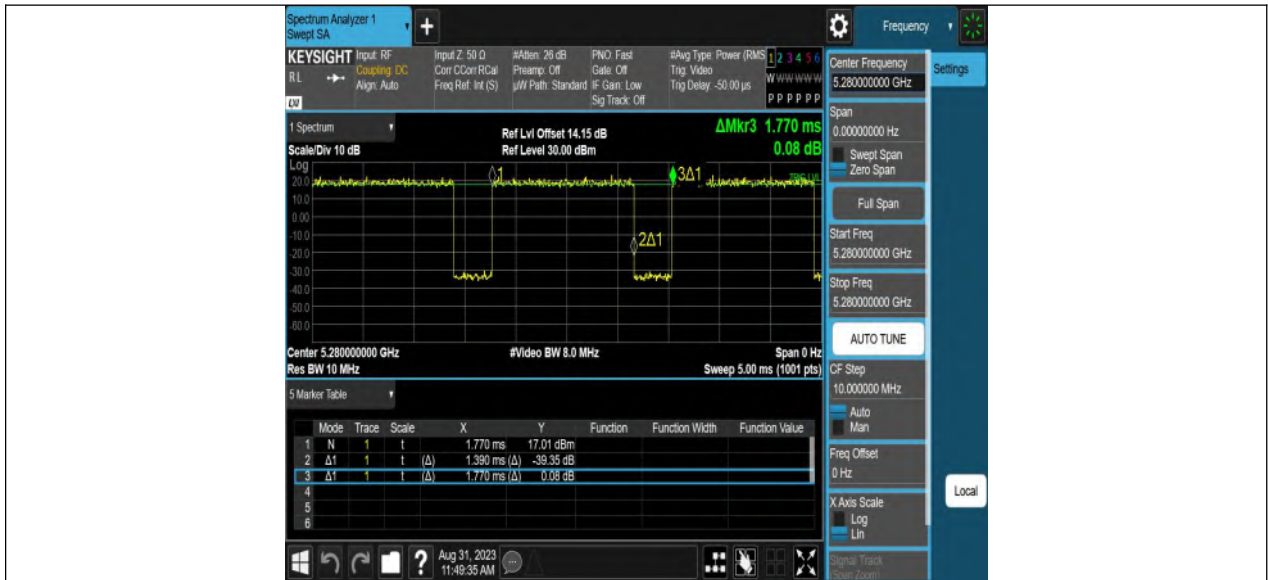 Spectrum Analyzer 1
Swept SA
+
Frequency
KEYSIGHT
RL
LXI
Input: RF
Coupling: DC
Align: Auto
Input Z: 50 Ω
Corr CCorr RCal
Freq Ref: Int (S)
#Atten: 26 dB
Preamp: Off
µW Path: Standard
PNO: Fast
Gate: Off
IF Gain: Low
Sig Track: Off
#Avg Type: Power (RMS
Trig: Video
Trig Delay: -50.00 µs
1 2 3 4 5 6
W W W W W W
P P P P P P
1 Spectrum
Scale/Div 10 dB
Ref Lvl Offset 14.15 dB
Ref Level 30.00 dBm
ΔMkr3 1.770 ms
0.08 dB
Log
20.0
10.0
0.00
-10.0
-20.0
-30.0
-40.0
-50.0
-60.0
1
3Δ1
2Δ1
TRIG LVL
Center 5.280000000 GHz
Res BW 10 MHz
#Video BW 8.0 MHz
Span 0 Hz
Sweep 5.00 ms (1001 pts)
5 Marker Table
Mode Trace Scale X Y Function Function Width Function Value
1 N 1 t 1.770 ms 17.01 dBm
2 Δ1 1 t (Δ) 1.390 ms (Δ) -39.35 dB
3 Δ1 1 t (Δ) 1.770 ms (Δ) 0.08 dB
4
5
6
?
Aug 31, 2023
11:49:35 AM
Center Frequency
5.280000000 GHz
Settings
Span
0.00000000 Hz
Swept Span
Zero Span
Full Span
Start Freq
5.280000000 GHz
Stop Freq
5.280000000 GHz
AUTO TUNE
CF Step
10.000000 MHz
Auto
Man
Freq Offset
0 Hz
X Axis Scale
Log
Lin
Signal Track
(Span Zoom)
Local